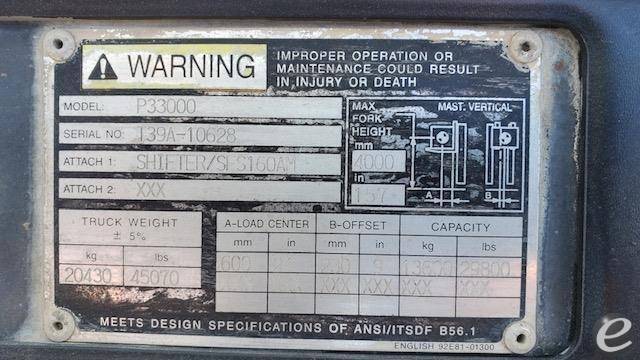 WARNING
IMPROPER OPERATION OR
MAINTENANCE COULD RESULT
IN INJURY OR DEATH
MODEL: P33000
SERIAL NO: T39A-10628
ATTACH 1: SHIFTER/SFS160AM
ATTACH 2: XXX
MAX FORK HEIGHT
mm
4000
in
157
MAST. VERTICAL
A B
TRUCK WEIGHT
± 5%
kg lbs
20430 45070
A-LOAD CENTER B-OFFSET CAPACITY
mm in mm in kg lbs
600 9 13600 29800
XXX XXX XXX XXX
MEETS DESIGN SPECIFICATIONS OF ANSI/ITSDF B56.1
ENGLISH 92E81-01300
e